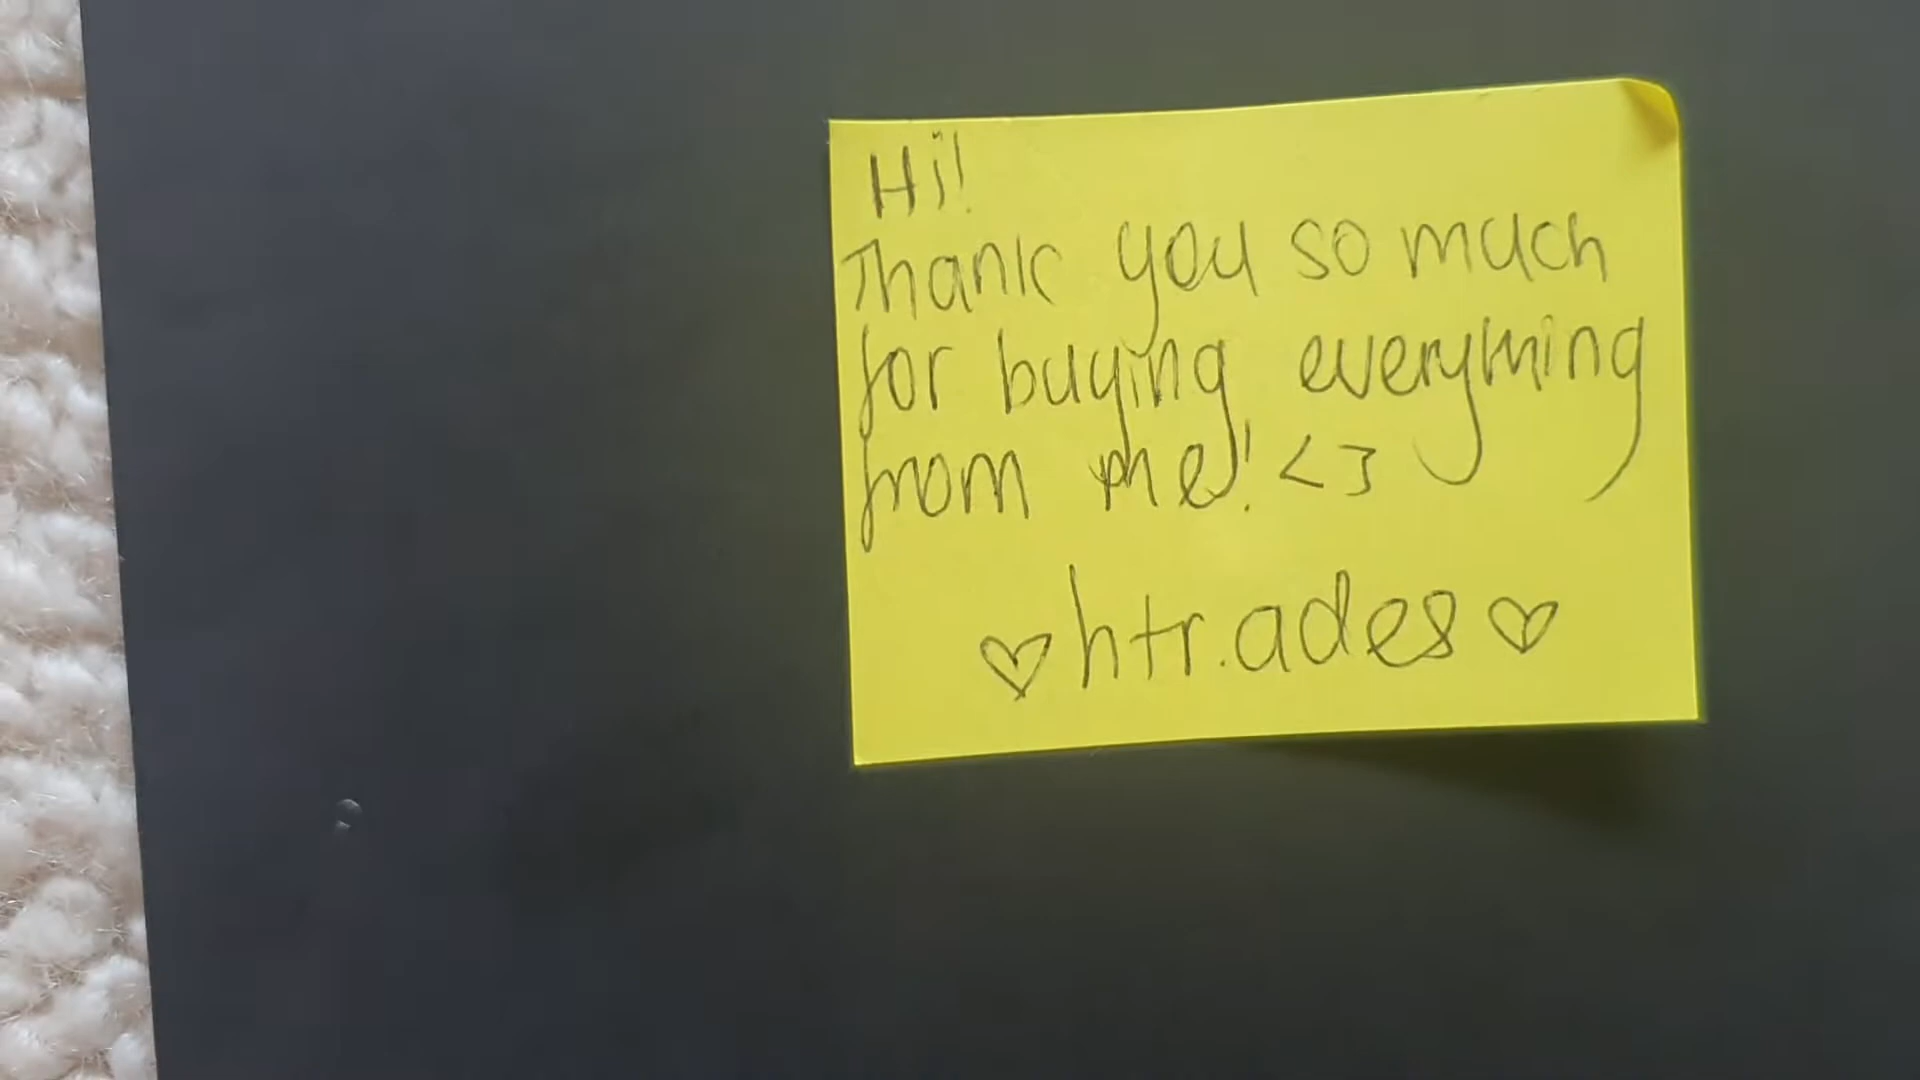 Hi!
Thank you so much
for buying everything
from me! <3
♡htr.ades♡